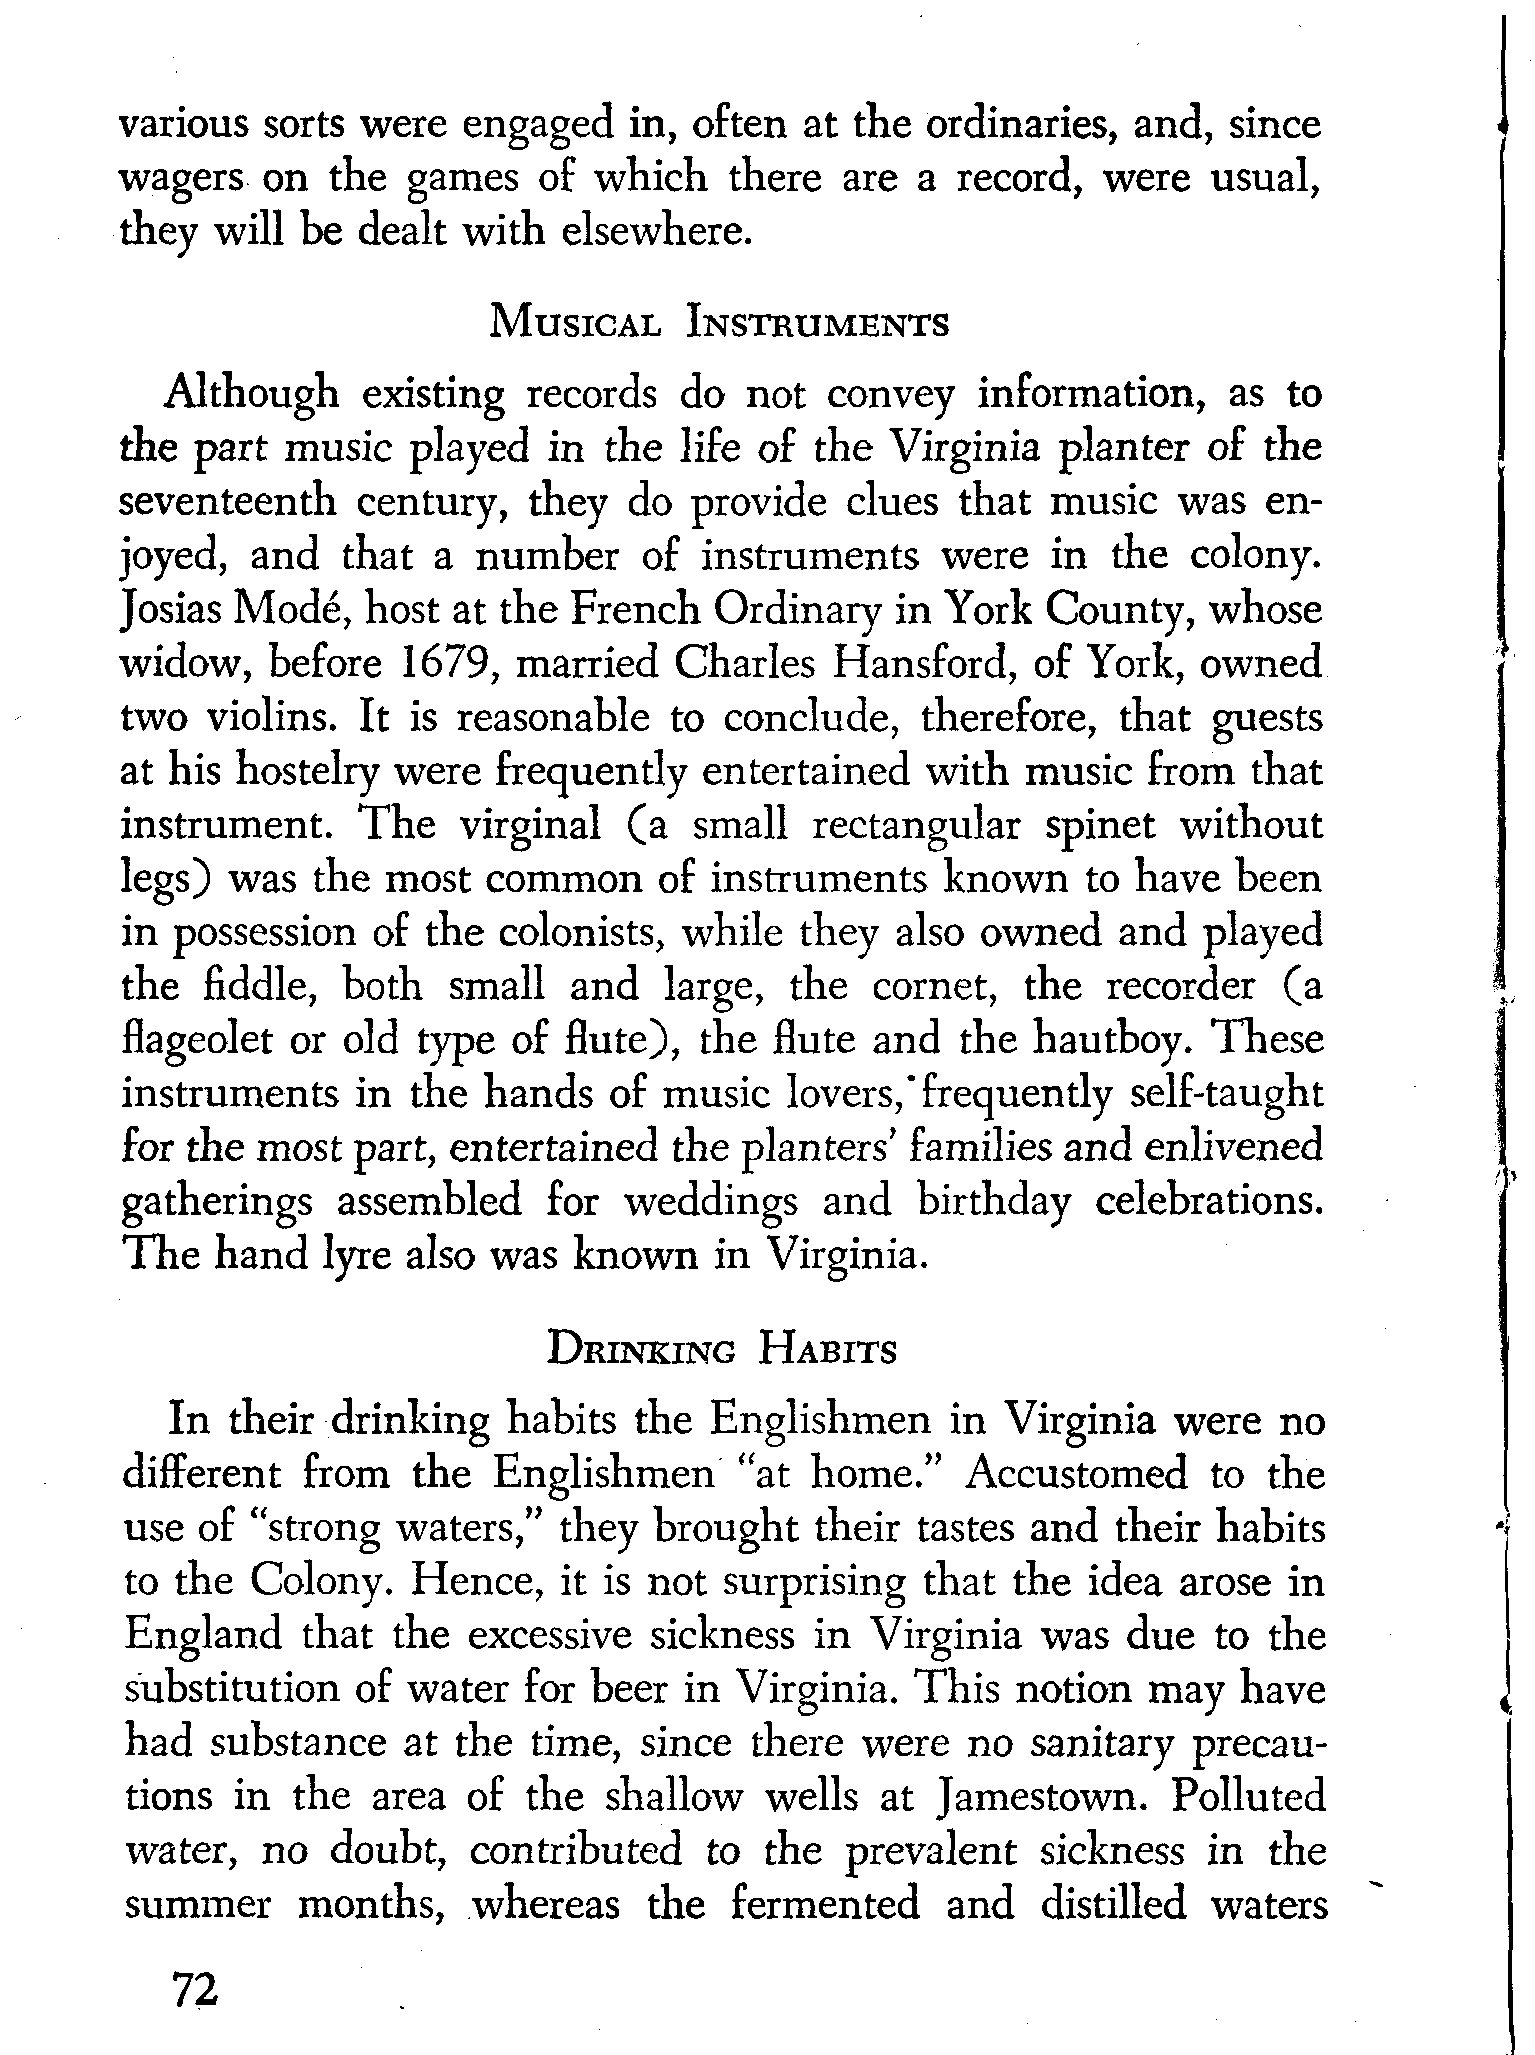 various sorts were engaged in, often at the ordinaries, and, since
wagers on the games of which there are a record, were usual,
they will be dealt with elsewhere.
Musical Instruments
Although existing records do not convey information, as to
the part music played in the life of the Virginia planter of the
seventeenth century, they do provide clues that music was en-
joyed, and that a number of instruments were in the colony.
Josias Modé, host at the French Ordinary in York County, whose
widow, before 1679, married Charles Hansford, of York, owned
two violins. It is reasonable to conclude, therefore, that guests
at his hostelry were frequently entertained with music from that
instrument. The virginal (a small rectangular spinet without
legs) was the most common of instruments known to have been
in possession of the colonists, while they also owned and played
the fiddle, both small and large, the cornet, the recorder (a
flageolet or old type of flute), the flute and the hautboy. These
instruments in the hands of music lovers, frequently self-taught
for the most part, entertained the planters' families and enlivened
gatherings assembled for weddings and birthday celebrations.
The hand lyre also was known in Virginia.
Drinking Habits
In their drinking habits the Englishmen in Virginia were no
different from the Englishmen "at home." Accustomed to the
use of "strong waters," they brought their tastes and their habits
to the Colony. Hence, it is not surprising that the idea arose in
England that the excessive sickness in Virginia was due to the
substitution of water for beer in Virginia. This notion may have
had substance at the time, since there were no sanitary precau-
tions in the area of the shallow wells at Jamestown. Polluted
water, no doubt, contributed to the prevalent sickness in the
summer months, whereas the fermented and distilled waters
72